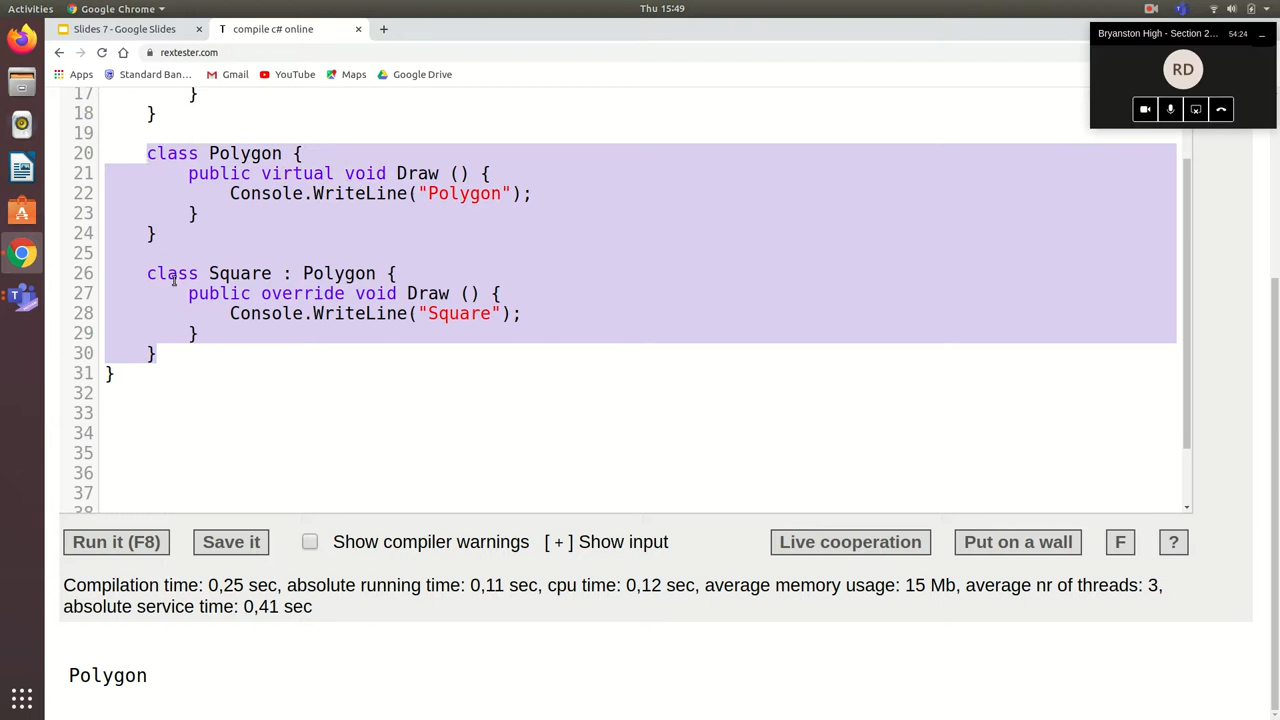 Activities
Google Chrome
Thu 15:49
Slides 7 - Google Slides
compile c# online
rextester.com
Apps
Standard Ban...
Gmail
YouTube
Maps
Google Drive
Bryanston High - Section 2...
54:24
RD
17 }
18 }
19
20 class Polygon {
21 public virtual void Draw () {
22 Console.WriteLine("Polygon");
23 }
24 }
25
26 class Square : Polygon {
27 public override void Draw () {
28 Console.WriteLine("Square");
29 }
30 }
31 }
32
33
34
35
36
37
38
Run it (F8)
Save it
Show compiler warnings
[ + ] Show input
Live cooperation
Put on a wall
F
?
Compilation time: 0,25 sec, absolute running time: 0,11 sec, cpu time: 0,12 sec, average memory usage: 15 Mb, average nr of threads: 3,
absolute service time: 0,41 sec
Polygon